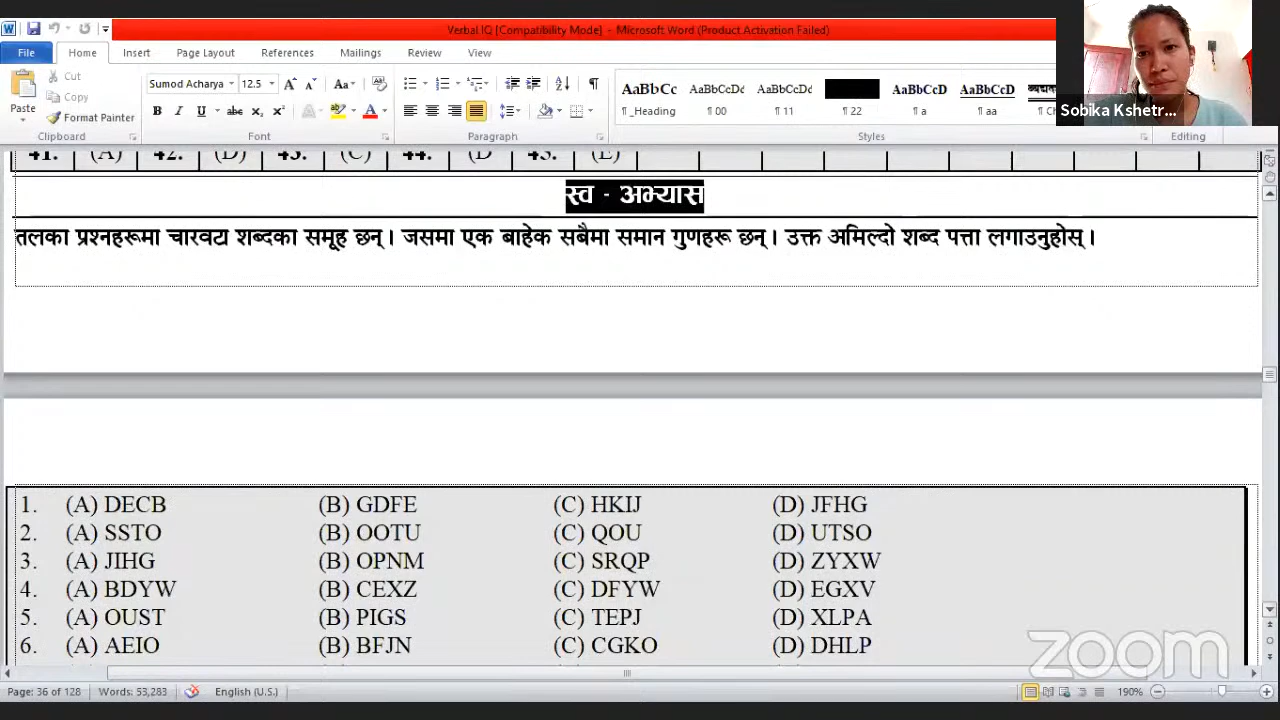 Verbal IQ [Compatibility Mode] - Microsoft Word (Product Activation Failed)
File Home Insert Page Layout References Mailings Review View
Sobika Kshetr...
Paste Cut Copy Format Painter
Sumod Acharya 12.5
AaBbCc AaBbCcDc AaBbCcDc AaBbCcD AaBbCcD
¶ _Heading ¶ 00 ¶ 11 ¶ 22 ¶ a ¶ aa ¶ Ch
Clipboard Font Paragraph Styles Editing
41. (A) 42. (D) 43. (C) 44. (D 45. (E)
स्व - अभ्यास
तलका प्रश्नहरूमा चारवटा शब्दका समूह छन्। जसमा एक बाहेक सबैमा समान गुणहरू छन्। उक्त अमिल्दो शब्द पत्ता लगाउनुहोस्।
1. (A) DECB (B) GDFE (C) HKIJ (D) JFHG
2. (A) SSTO (B) OOTU (C) QOU (D) UTSO
3. (A) JIHG (B) OPNM (C) SRQP (D) ZYXW
4. (A) BDYW (B) CEXZ (C) DFYW (D) EGXV
5. (A) OUST (B) PIGS (C) TEPJ (D) XLPA
6. (A) AEIO (B) BFJN (C) CGKO (D) DHLP
zoom
Page: 36 of 128 Words: 53,283 English (U.S.) 190%